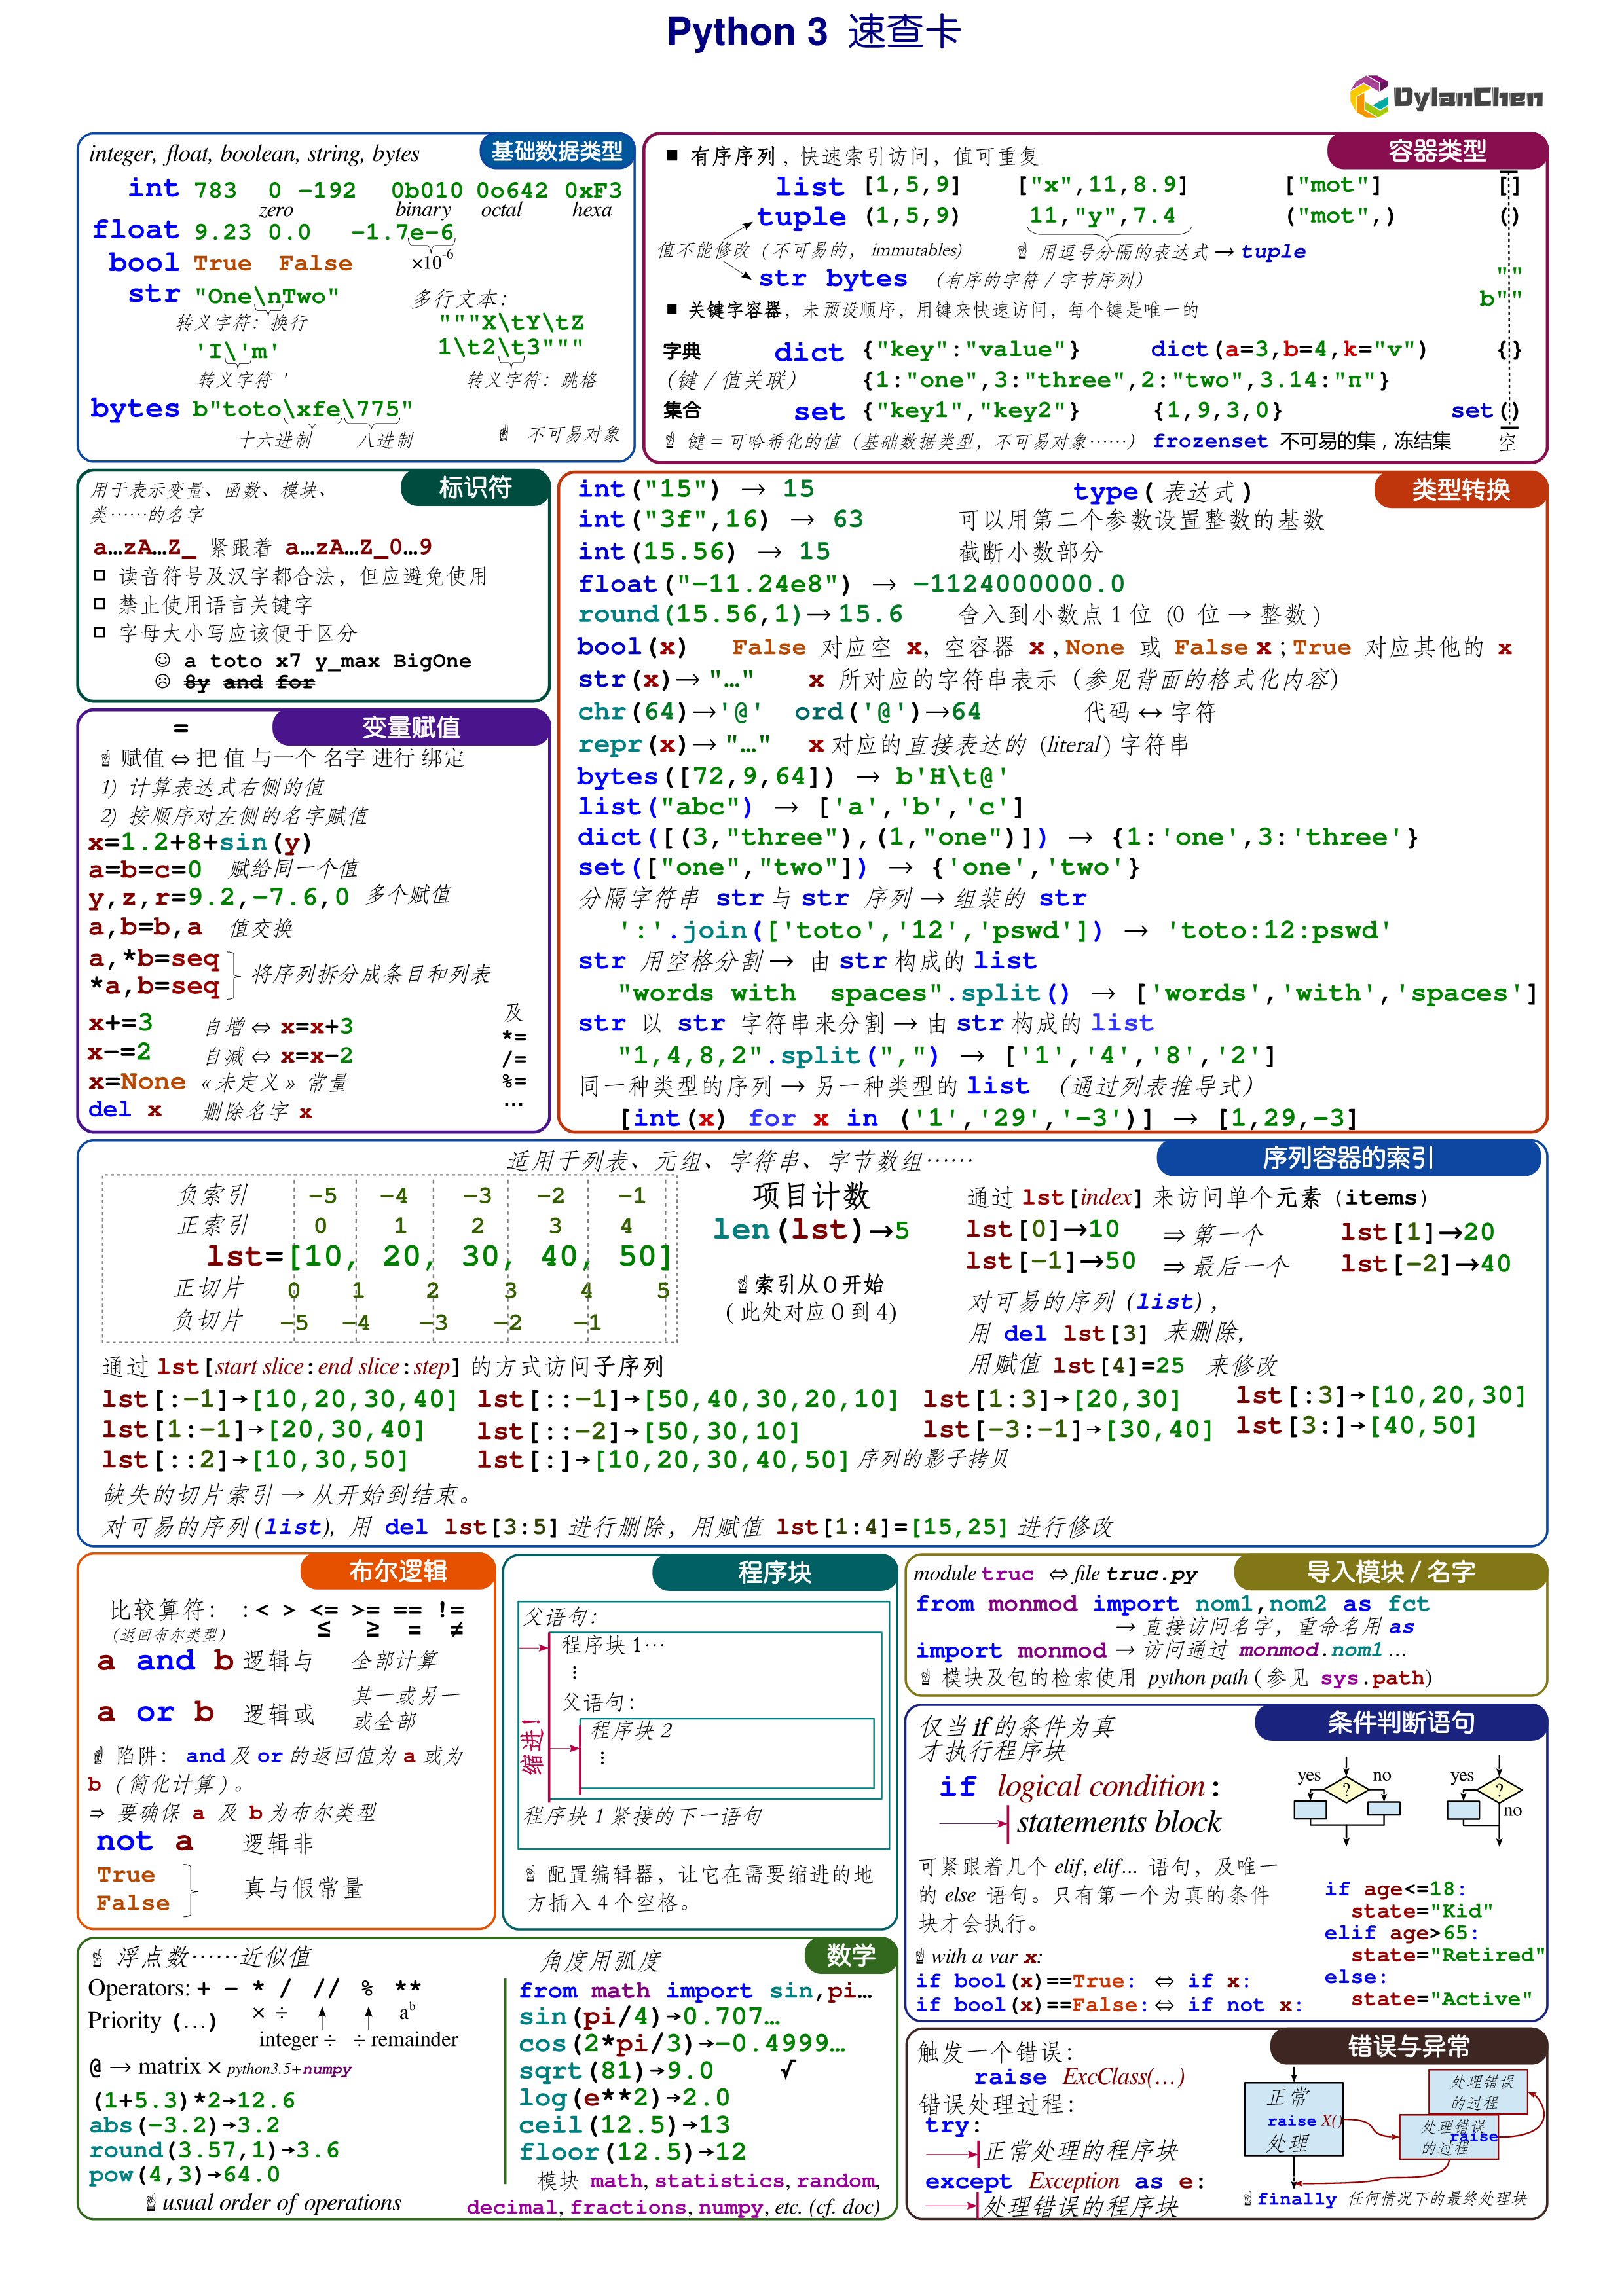 Python 3 速查卡
DylanChen
基础数据类型
integer, float, boolean, string, bytes
int 783 0 -192 0b010 0o642 0xF3
zero binary octal hexa
float 9.23 0.0 -1.7e-6
×10-6
bool True False
str "One\nTwo"
转义字符：换行
'I\'m'
转义字符 '
多行文本：
"""X\tY\tZ
1\t2\t3"""
转义字符：跳格
bytes b"toto\xfe\775"
十六进制 八进制
☝ 不可易对象
容器类型
■ 有序序列，快速索引访问，值可重复
list [1,5,9] ["x",11,8.9] ["mot"] []
tuple (1,5,9) 11,"y",7.4 ("mot",) ()
值不能修改（不可易的，immutables）
☝ 用逗号分隔的表达式→tuple
str bytes （有序的字符/字节序列）
""
b""
■ 关键字容器，未预设顺序，用键来快速访问，每个键是唯一的
字典 dict {"key":"value"} dict(a=3,b=4,k="v") {}
（键/值关联） {1:"one",3:"three",2:"two",3.14:"π"}
集合 set {"key1","key2"} {1,9,3,0} set()
☝ 键=可哈希化的值（基础数据类型，不可易对象……） frozenset 不可易的集，冻结集 空
标识符
用于表示变量、函数、模块、
类……的名字
a…zA…Z_ 紧跟着 a…zA…Z_0…9
□ 读音符号及汉字都合法，但应避免使用
□ 禁止使用语言关键字
□ 字母大小写应该便于区分
☺ a toto x7 y_max BigOne
☹ 8y and for
类型转换
int("15") → 15 type(表达式)
int("3f",16) → 63 可以用第二个参数设置整数的基数
int(15.56) → 15 截断小数部分
float("-11.24e8") → -1124000000.0
round(15.56,1)→15.6 舍入到小数点1位 (0 位→整数)
bool(x) False 对应空 x, 空容器 x,None 或 False x;True 对应其他的 x
str(x)→"…" x 所对应的字符串表示（参见背面的格式化内容）
chr(64)→'@' ord('@')→64 代码↔字符
repr(x)→"…" x对应的直接表达的 (literal) 字符串
bytes([72,9,64]) → b'H\t@'
list("abc") → ['a','b','c']
dict([(3,"three"),(1,"one")]) → {1:'one',3:'three'}
set(["one","two"]) → {'one','two'}
分隔字符串 str与str 序列→组装的 str
':'.join(['toto','12','pswd']) → 'toto:12:pswd'
str 用空格分割→ 由str构成的list
"words with  spaces".split() → ['words','with','spaces']
str 以 str 字符串来分割→由str构成的list
"1,4,8,2".split(",") → ['1','4','8','2']
同一种类型的序列→另一种类型的list （通过列表推导式）
[int(x) for x in ('1','29','-3')] → [1,29,-3]
= 变量赋值
☝ 赋值⇔把 值 与一个 名字 进行 绑定
1) 计算表达式右侧的值
2) 按顺序对左侧的名字赋值
x=1.2+8+sin(y)
a=b=c=0 赋给同一个值
y,z,r=9.2,-7.6,0 多个赋值
a,b=b,a 值交换
a,*b=seq
*a,b=seq
将序列拆分成条目和列表
x+=3 自增⇔x=x+3
x-=2 自减⇔x=x-2
x=None «未定义» 常量
del x 删除名字 x
及
*=
/=
%=
…
序列容器的索引
适用于列表、元组、字符串、字节数组……
负索引 -5 -4 -3 -2 -1
正索引 0 1 2 3 4
lst=[10, 20, 30, 40, 50]
正切片 0 1 2 3 4 5
负切片 -5 -4 -3 -2 -1
项目计数
len(lst)→5
☝索引从0开始
(此处对应0到4)
通过 lst[index] 来访问单个元素（items）
lst[0]→10 ⇒第一个 lst[1]→20
lst[-1]→50 ⇒最后一个 lst[-2]→40
对可易的序列 (list)，
用 del lst[3] 来删除，
用赋值 lst[4]=25 来修改
通过 lst[start slice:end slice:step] 的方式访问子序列
lst[:-1]→[10,20,30,40] lst[::-1]→[50,40,30,20,10] lst[1:3]→[20,30] lst[:3]→[10,20,30]
lst[1:-1]→[20,30,40] lst[::-2]→[50,30,10] lst[-3:-1]→[30,40] lst[3:]→[40,50]
lst[::2]→[10,30,50] lst[:]→[10,20,30,40,50] 序列的影子拷贝
缺失的切片索引→从开始到结束。
对可易的序列(list)，用 del lst[3:5] 进行删除，用赋值 lst[1:4]=[15,25] 进行修改
布尔逻辑
比较算符： :< > <= >= == !=
（返回布尔类型） ≤ ≥ = ≠
a and b 逻辑与 全部计算
a or b 逻辑或 其一或另一
或全部
☝ 陷阱： and及or的返回值为a或为
b （简化计算）。
⇒ 要确保 a 及 b为布尔类型
not a 逻辑非
True
False
真与假常量
程序块
父语句：
程序块1…
⋮
父语句：
程序块2
⋮
缩进！
程序块1紧接的下一语句
☝ 配置编辑器，让它在需要缩进的地
方插入4个空格。
导入模块/名字
module truc ⇔file truc.py
from monmod import nom1,nom2 as fct
→直接访问名字，重命名用as
import monmod→访问通过 monmod.nom1 …
☝ 模块及包的检索使用 python path (参见 sys.path)
条件判断语句
仅当if的条件为真
才执行程序块
if logical condition:
statements block
yes ? no
yes ?
no
可紧跟着几个 elif, elif... 语句，及唯一
的 else 语句。只有第一个为真的条件
块才会执行。
if age<=18:
state="Kid"
elif age>65:
state="Retired"
else:
state="Active"
☝ with a var x:
if bool(x)==True: ⇔ if x:
if bool(x)==False:⇔ if not x:
数学
☝ 浮点数……近似值 角度用弧度
Operators: + - * / // % **
× ÷ ab
Priority (…)
integer ÷ ÷ remainder
@ → matrix × python3.5+numpy
(1+5.3)*2→12.6
abs(-3.2)→3.2
round(3.57,1)→3.6
pow(4,3)→64.0
☝ usual order of operations
from math import sin,pi…
sin(pi/4)→0.707…
cos(2*pi/3)→-0.4999…
sqrt(81)→9.0 √
log(e**2)→2.0
ceil(12.5)→13
floor(12.5)→12
模块 math, statistics, random,
decimal, fractions, numpy, etc. (cf. doc)
错误与异常
触发一个错误：
raise ExcClass(…)
错误处理过程：
try:
正常处理的程序块
except Exception as e:
处理错误的程序块
正常
raise X()
处理
处理错误
的过程
处理错误
raise
的过程
☝ finally 任何情况下的最终处理块